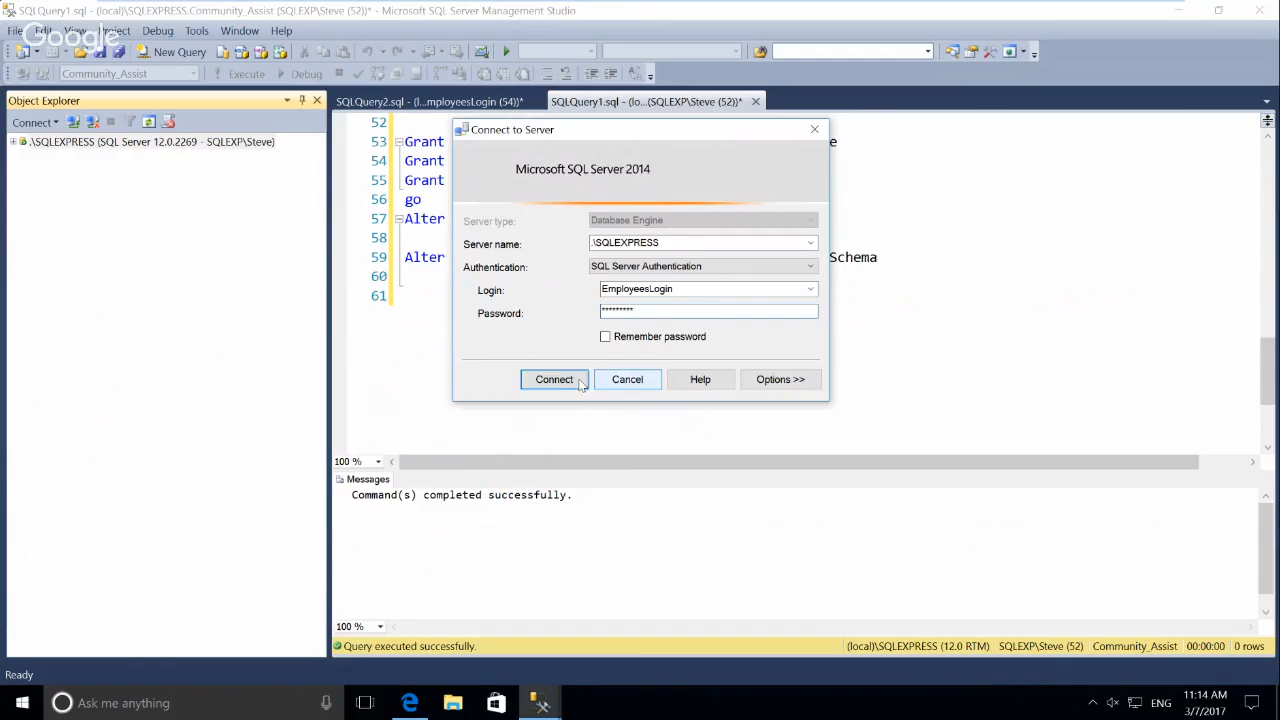 SQLQuery1.sql - (local)\SQLEXPRESS.Community_Assist (SQLEXP\Steve (52))* - Microsoft SQL Server Management Studio
File Edit View Project Debug Tools Window Help
Google
New Query
Community_Assist Execute Debug
Object Explorer
Connect
.\SQLEXPRESS (SQL Server 12.0.2269 - SQLEXP\Steve)
SQLQuery2.sql - (l...mployeesLogin (54))* SQLQuery1.sql - (lo...(SQLEXP\Steve (52))*
52
53 Grant e
54 Grant
55 Grant
56 go
57 Alter
58
59 Alter Schema
60
61
Connect to Server
Microsoft SQL Server 2014
Server type: Database Engine
Server name: .\SQLEXPRESS
Authentication: SQL Server Authentication
Login: EmployeesLogin
Password: *********
Remember password
Connect Cancel Help Options >>
100 %
Messages
Command(s) completed successfully.
100 %
Query executed successfully. (local)\SQLEXPRESS (12.0 RTM) SQLEXP\Steve (52) Community_Assist 00:00:00 0 rows
Ready
Ask me anything
ENG
11:14 AM
3/7/2017